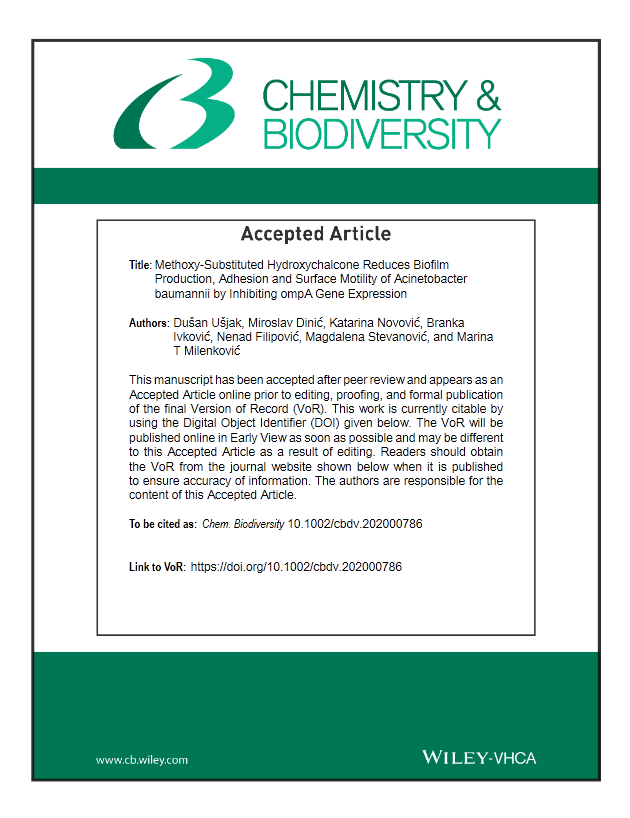 CHEMISTRY &
BIODIVERSITY
Accepted Article
Title: Methoxy-Substituted Hydroxychalcone Reduces Biofilm
Production, Adhesion and Surface Motility of Acinetobacter
baumannii by Inhibiting ompA Gene Expression
Authors: Dušan Ušjak, Miroslav Dinić, Katarina Novović, Branka
Ivković, Nenad Filipović, Magdalena Stevanović, and Marina
T Milenković
This manuscript has been accepted after peer review and appears as an
Accepted Article online prior to editing, proofing, and formal publication
of the final Version of Record (VoR). This work is currently citable by
using the Digital Object Identifier (DOI) given below. The VoR will be
published online in Early View as soon as possible and may be different
to this Accepted Article as a result of editing. Readers should obtain
the VoR from the journal website shown below when it is published
to ensure accuracy of information. The authors are responsible for the
content of this Accepted Article.
To be cited as: Chem. Biodiversity 10.1002/cbdv.202000786
Link to VoR: https://doi.org/10.1002/cbdv.202000786
www.cb.wiley.com
WILEY-VHCA